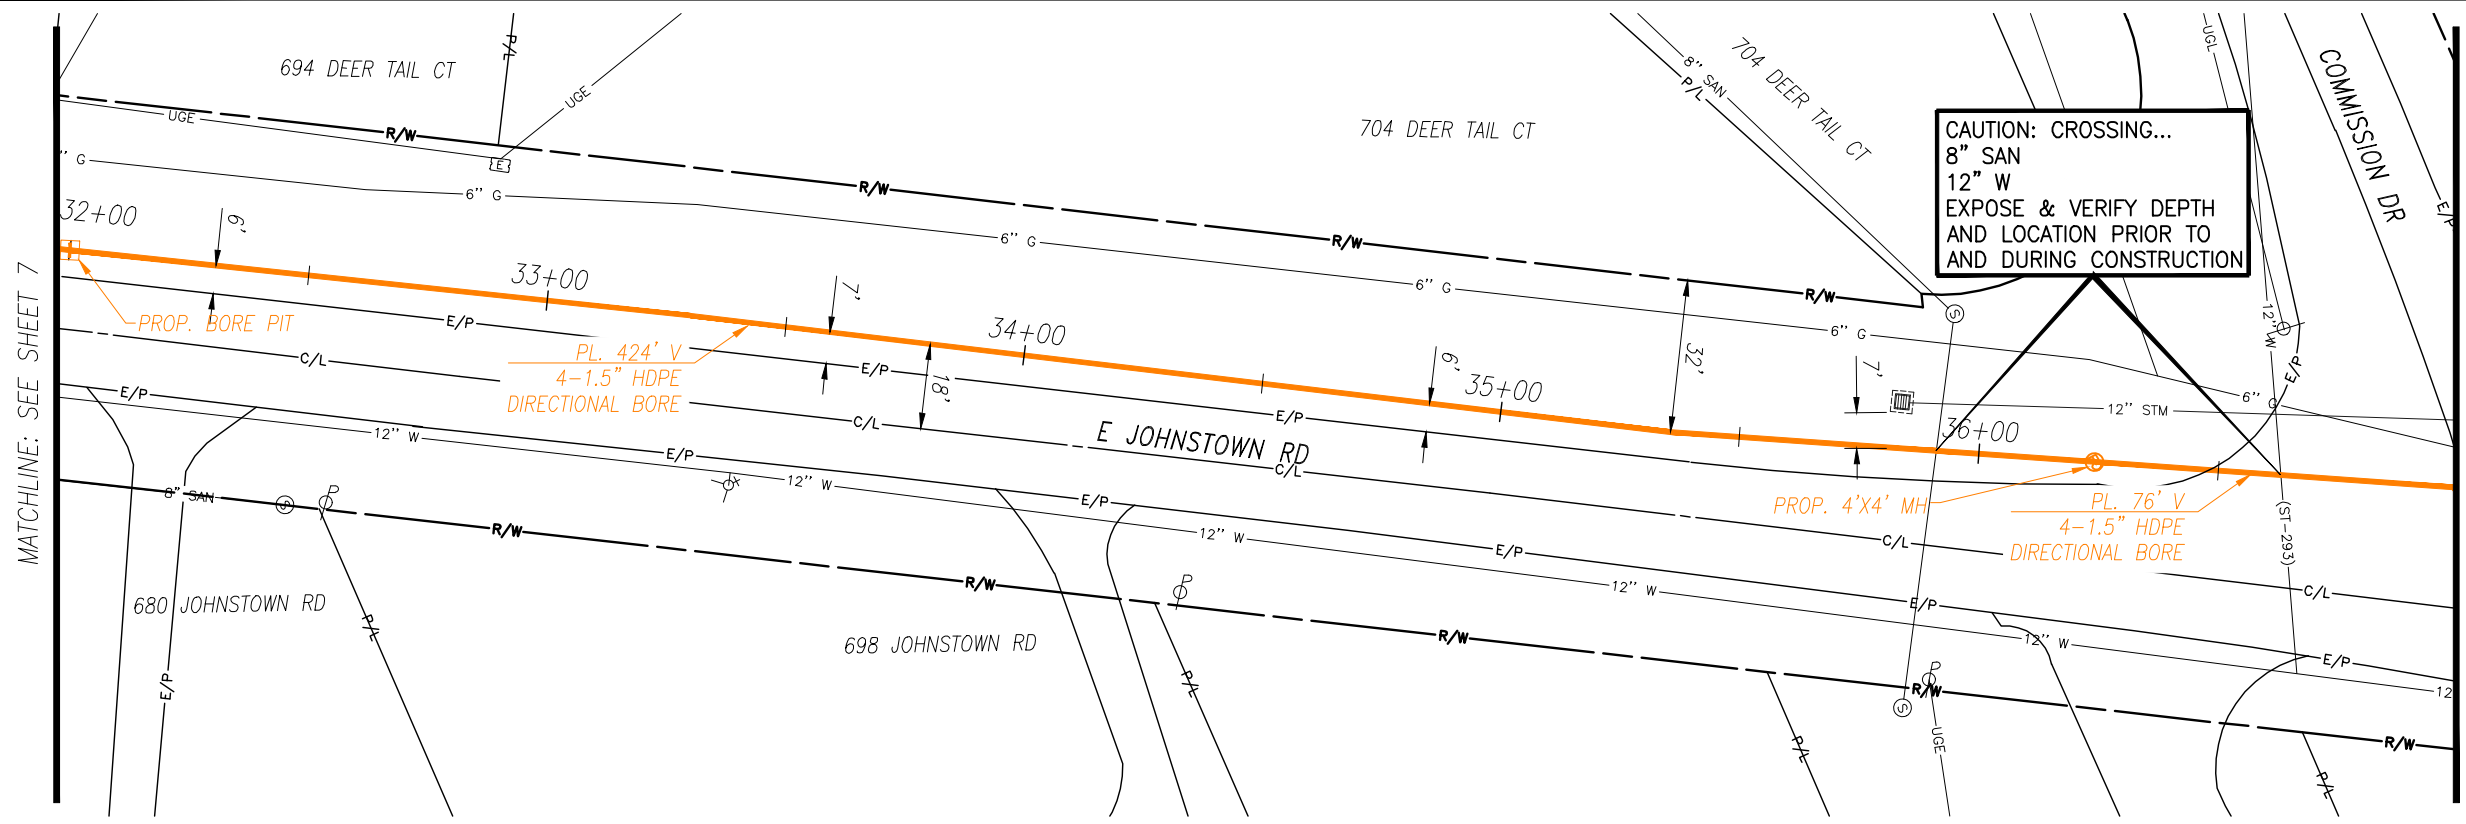 694 DEER TAIL CT
P/L
UGE
UGE
R/W
" G
6" G
32+00
6'
MATCHLINE: SEE SHEET 7
PROP. BORE PIT
E/P
C/L
33+00
PL. 424' V
4-1.5" HDPE
DIRECTIONAL BORE
7'
R/W
704 DEER TAIL CT
6" G
34+00
E/P
18'
C/L
E JOHNSTOWN RD
R/W
6" G
6'
35+00
32'
E/P
C/L
8" SAN
P/L
704 DEER TAIL CT
R/W
6" G
7'
S
UGL
COMMISSION DR
E/P
CAUTION: CROSSING...
8" SAN
12" W
EXPOSE & VERIFY DEPTH
AND LOCATION PRIOR TO
AND DURING CONSTRUCTION
12" W
E/P
6" G
12" STM
36+00
PROP. 4'X4' MH
PL. 76' V
4-1.5" HDPE
DIRECTIONAL BORE
(ST-293)
C/L
C/L
E/P
12" W
E/P
12" W
E/P
12" W
E/P
12" W
E/P
12" W
E/P
12
8" SAN
S
P
R/W
R/W
P
R/W
P
R/W
R/W
S
UGE
680 JOHNSTOWN RD
E/P
P/L
698 JOHNSTOWN RD
P/L
P/L
P/L
E